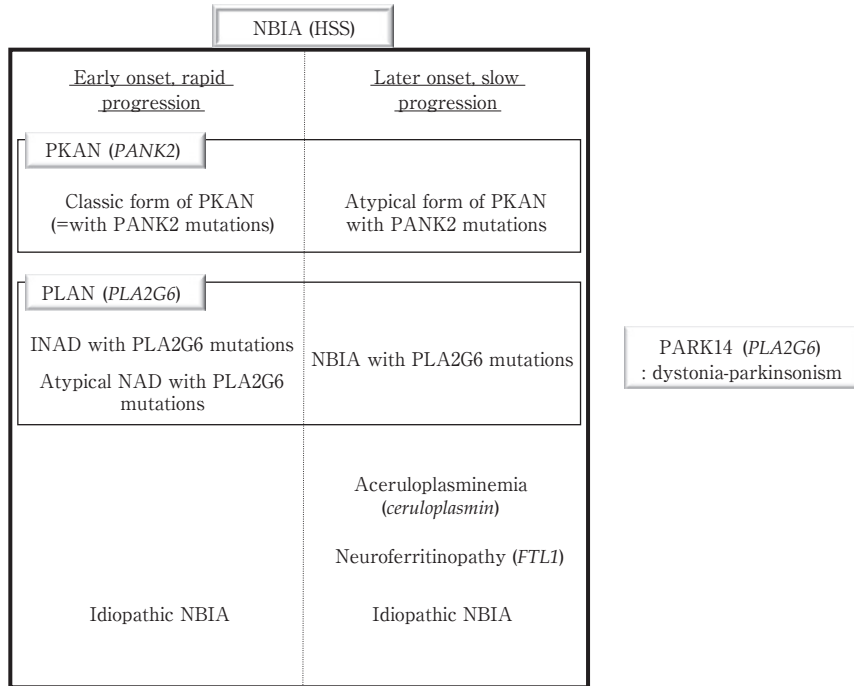 NBIA (HSS)
Early onset, rapid
progression
Later onset, slow
progression
PKAN (PANK2)
Classic form of PKAN
(=with PANK2 mutations)
Atypical form of PKAN
with PANK2 mutations
PLAN (PLA2G6)
INAD with PLA2G6 mutations
Atypical NAD with PLA2G6
mutations
NBIA with PLA2G6 mutations
PARK14 (PLA2G6)
: dystonia-parkinsonism
Aceruloplasminemia
(ceruloplasmin)
Neuroferritinopathy (FTL1)
Idiopathic NBIA
Idiopathic NBIA